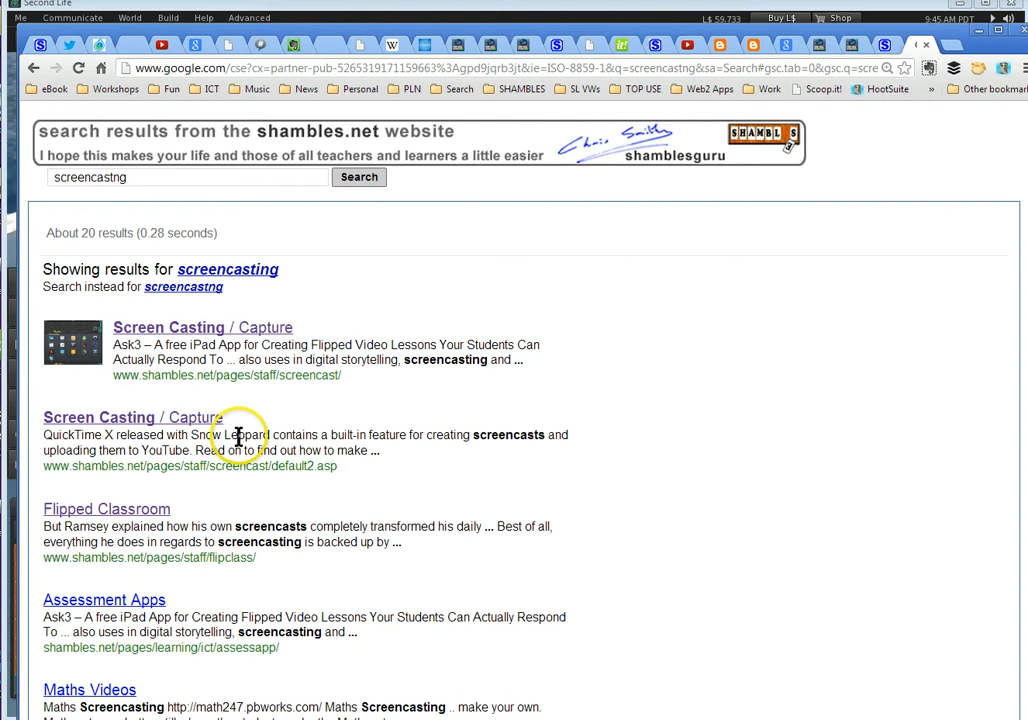 Second Life
Me Communicate World Build Help Advanced L$ 59,733 Buy L$ Shop 9:45 AM PDT
www.google.com/cse?cx=partner-pub-5265319171159663%3Agpd9jqrb3jt&ie=ISO-8859-1&q=screencastng&sa=Search#gsc.tab=0&gsc.q=scre
eBook Workshops Fun ICT Music News Personal PLN Search SHAMBLES SL VWs TOP USE Web2 Apps Work Scoop.it! HootSuite » Other bookmar
search results from the shambles.net website
I hope this makes your life and those of all teachers and learners a little easier
Chris Smith
shamblesguru
SHAMBL S
screencastng Search
About 20 results (0.28 seconds)
Showing results for screencasting
Search instead for screencastng
Screen Casting / Capture
Ask3 – A free iPad App for Creating Flipped Video Lessons Your Students Can
Actually Respond To ... also uses in digital storytelling, screencasting and ...
www.shambles.net/pages/staff/screencast/
Screen Casting / Capture
QuickTime X released with Snow Leopard contains a built-in feature for creating screencasts and
uploading them to YouTube. Read on to find out how to make ...
www.shambles.net/pages/staff/screencast/default2.asp
Flipped Classroom
But Ramsey explained how his own screencasts completely transformed his daily ... Best of all,
everything he does in regards to screencasting is backed up by ...
www.shambles.net/pages/staff/flipclass/
Assessment Apps
Ask3 – A free iPad App for Creating Flipped Video Lessons Your Students Can Actually Respond
To ... also uses in digital storytelling, screencasting and ...
shambles.net/pages/learning/ict/assessapp/
Maths Videos
Maths Screencasting http://math247.pbworks.com/ Maths Screencasting .. make your own.